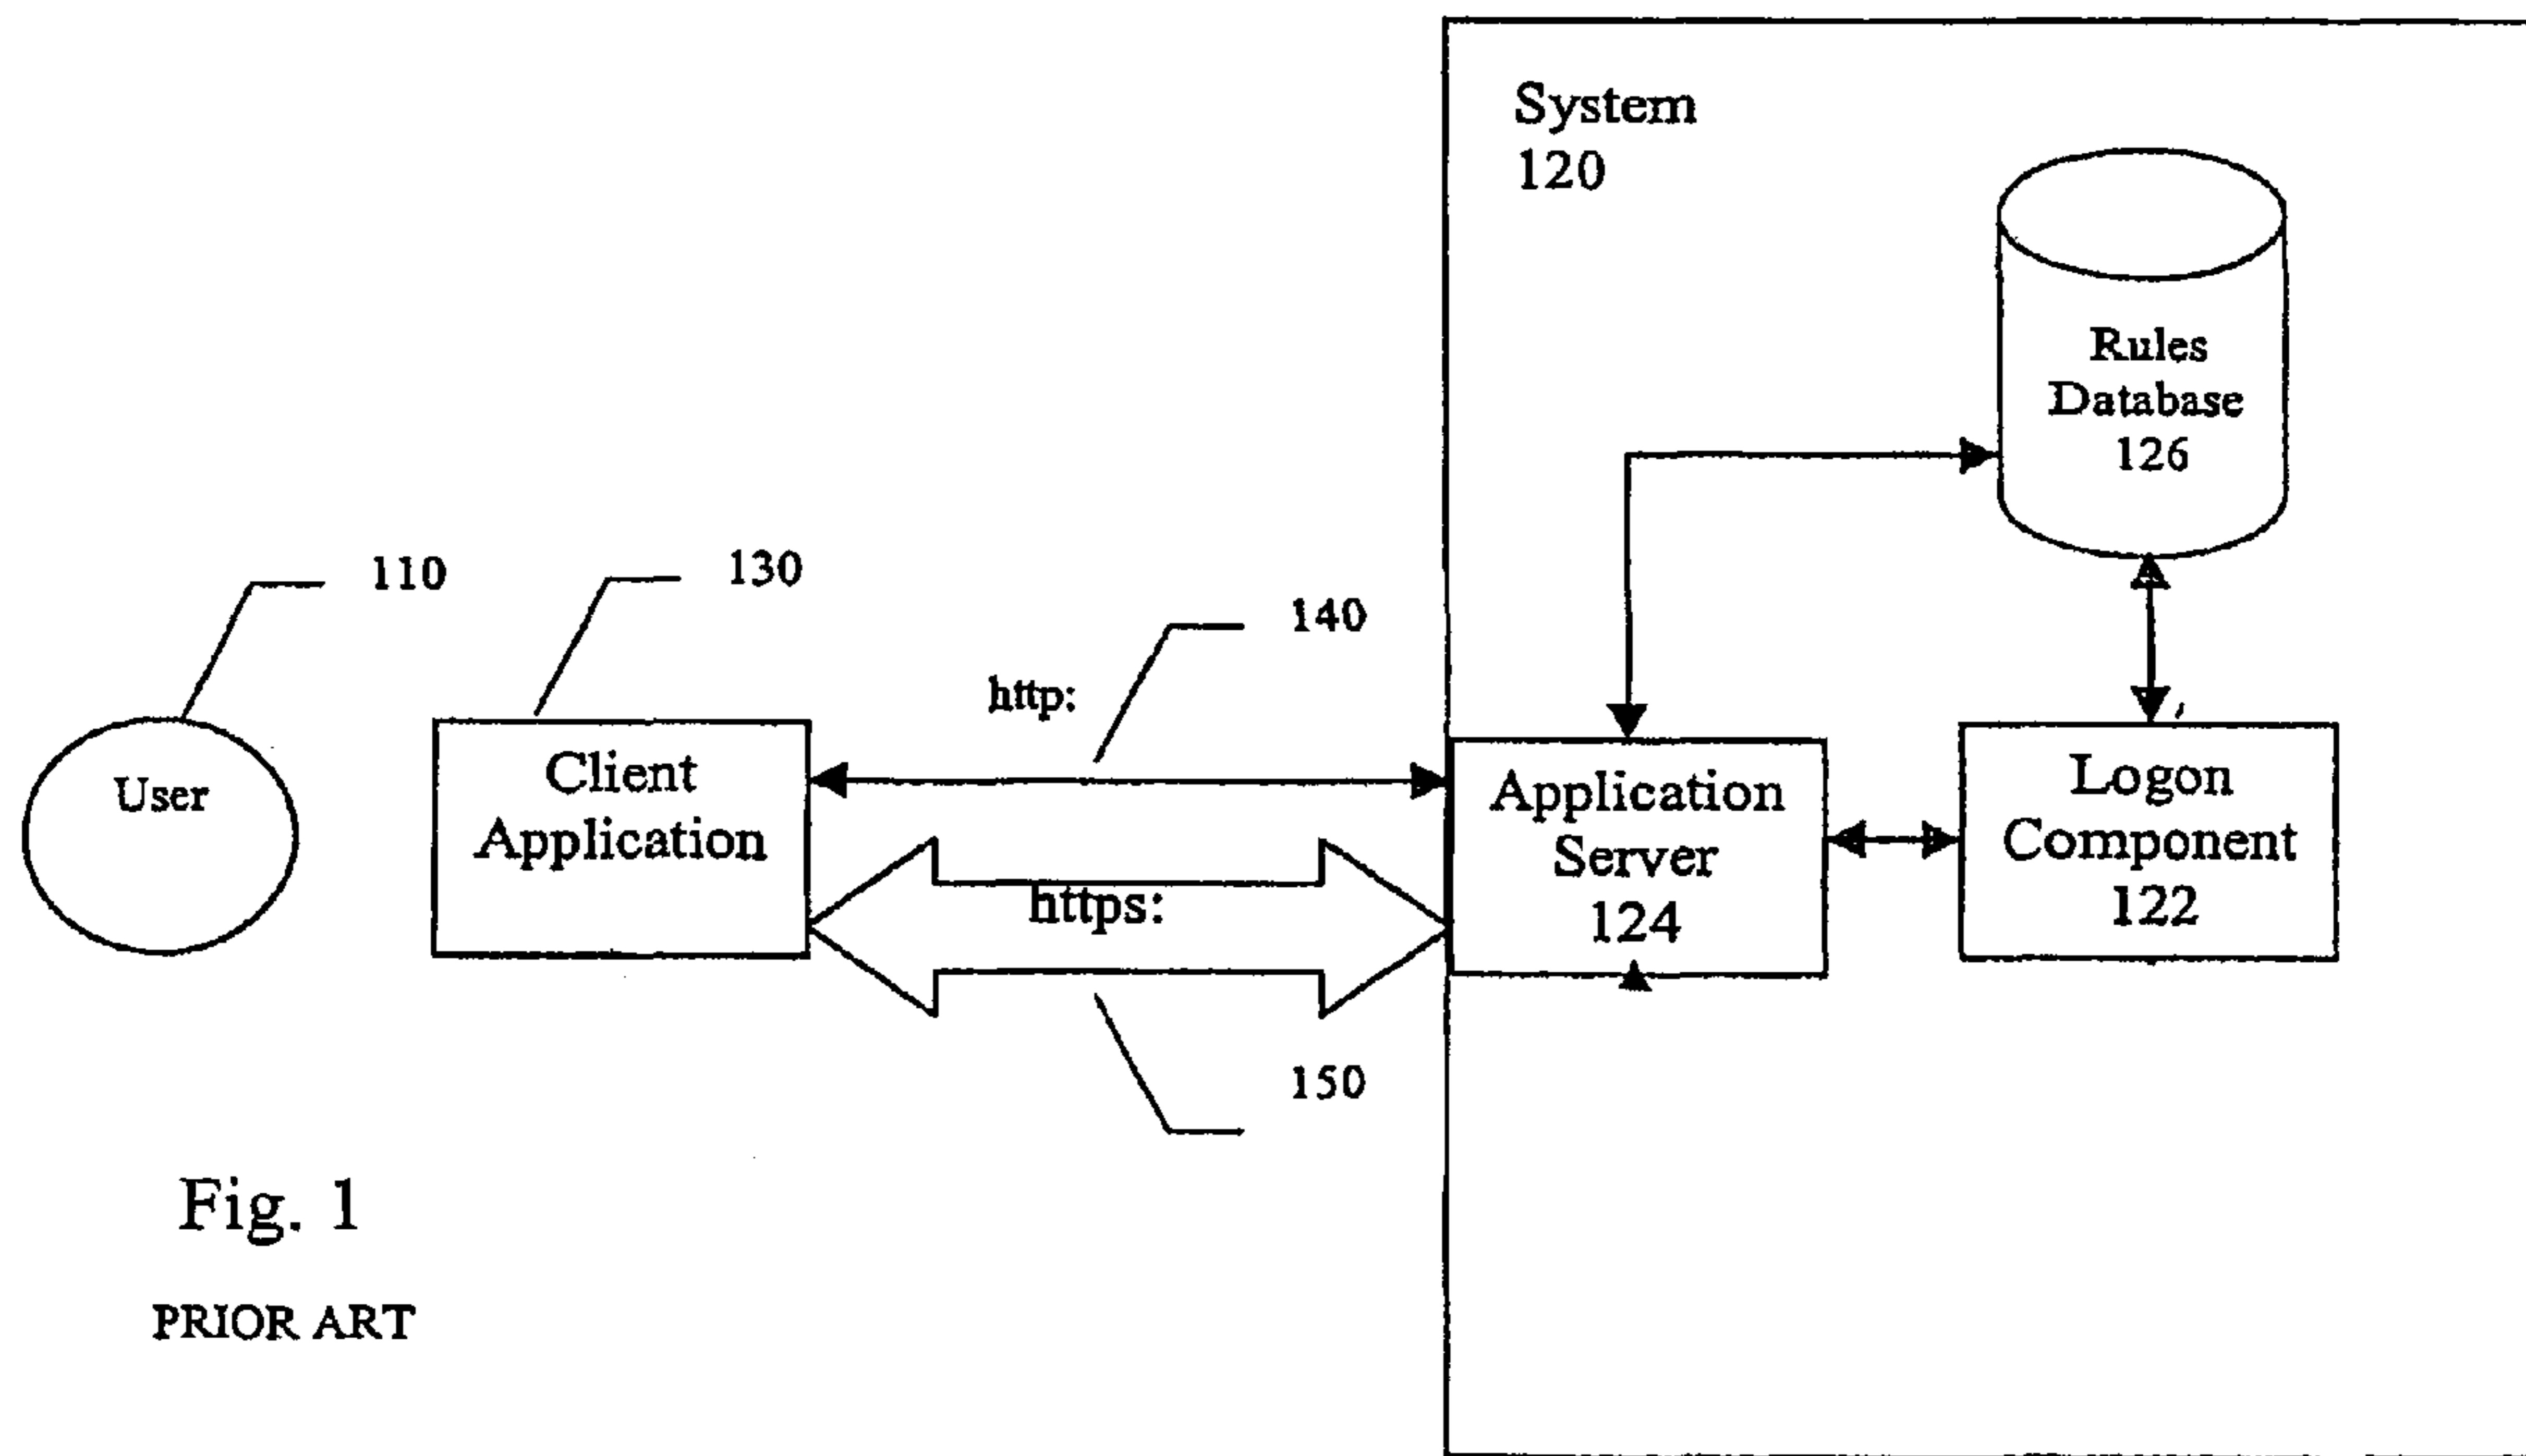 System
120
Rules
Database
126
110
130
140
http:
User
Client
Application
https:
Application
Server
124
Logon
Component
122
150
Fig. 1
PRIOR ART